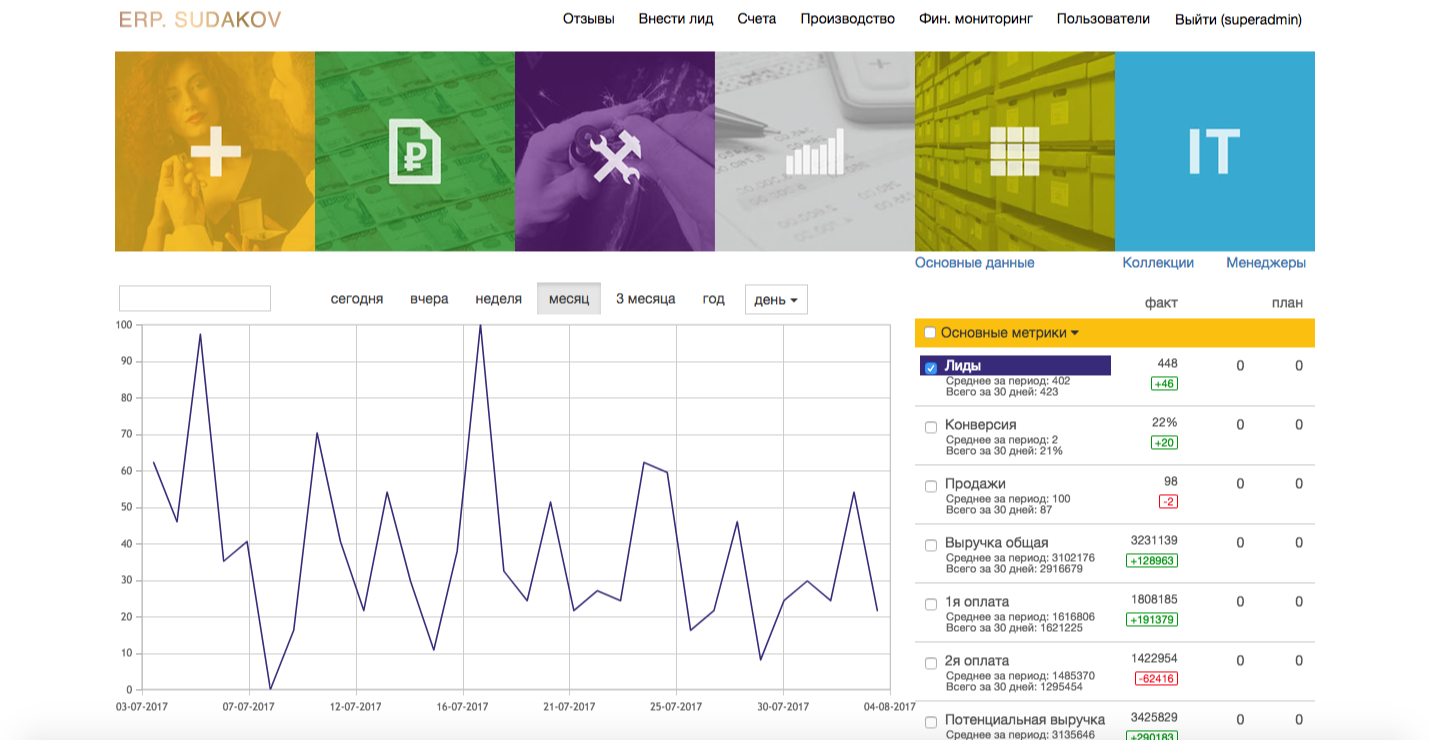 ERP. SUDAKOV
Отзывы Внести лид Счета Производство Фин. мониторинг Пользователи Выйти (superadmin)
IT
Основные данные Коллекции Менеджеры
сегодня вчера неделя месяц 3 месяца год день
факт план
Основные метрики
Лиды 448 0 0
Среднее за период: 402 +46
Всего за 30 дней: 423
Конверсия 22% 0 0
Среднее за период: 2 +20
Всего за 30 дней: 21%
Продажи 98 0 0
Среднее за период: 100 -2
Всего за 30 дней: 87
Выручка общая 3231139 0 0
Среднее за период: 3102176 +128963
Всего за 30 дней: 2916679
1я оплата 1808185 0 0
Среднее за период: 1616806 +191379
Всего за 30 дней: 1621225
2я оплата 1422954 0 0
Среднее за период: 1485370 -62416
Всего за 30 дней: 1295454
Потенциальная выручка 3425829 0 0
Среднее за период: 3135646 +290183
100
90
80
70
60
50
40
30
20
10
0
03-07-2017 07-07-2017 12-07-2017 16-07-2017 21-07-2017 25-07-2017 30-07-2017 04-08-2017